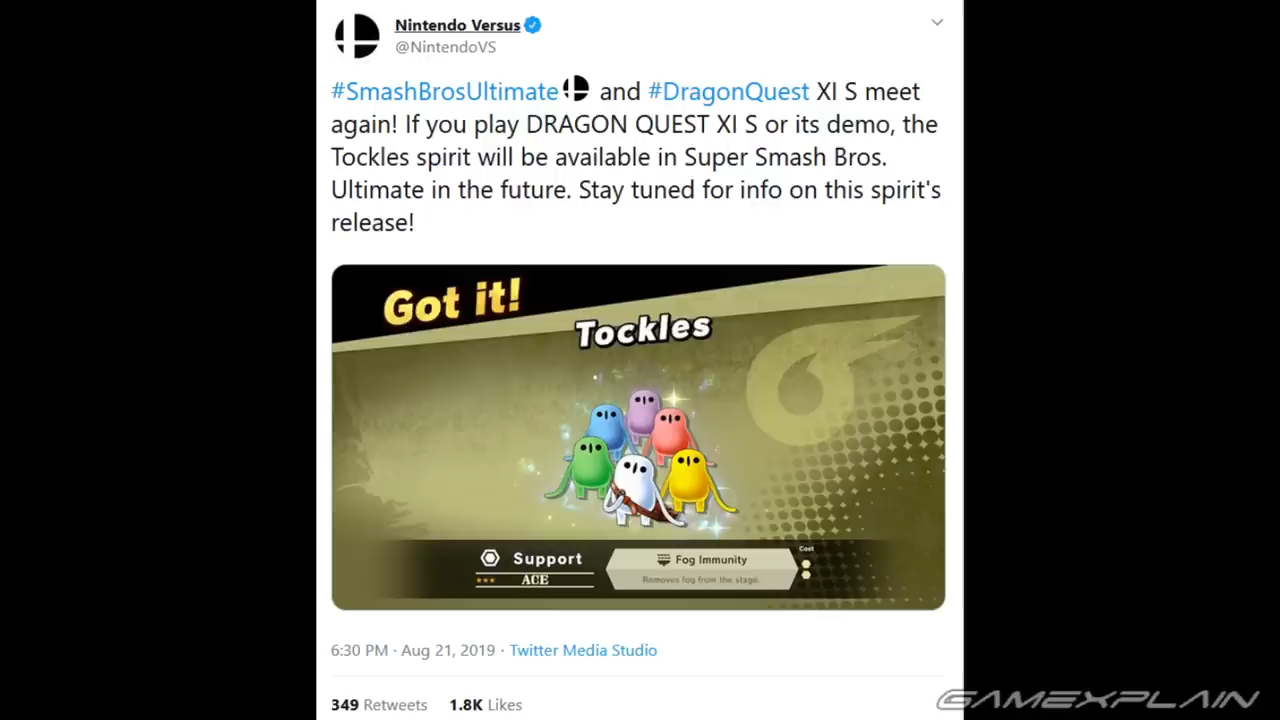 Nintendo Versus
@NintendoVS
#SmashBrosUltimate and #DragonQuest XI S meet
again! If you play DRAGON QUEST XI S or its demo, the
Tockles spirit will be available in Super Smash Bros.
Ultimate in the future. Stay tuned for info on this spirit's
release!
Got it!
Tockles
Support
ACE
Fog Immunity
Removes fog from the stage.
Cost
6:30 PM · Aug 21, 2019 · Twitter Media Studio
349 Retweets 1.8K Likes
GAMEXPLAIN